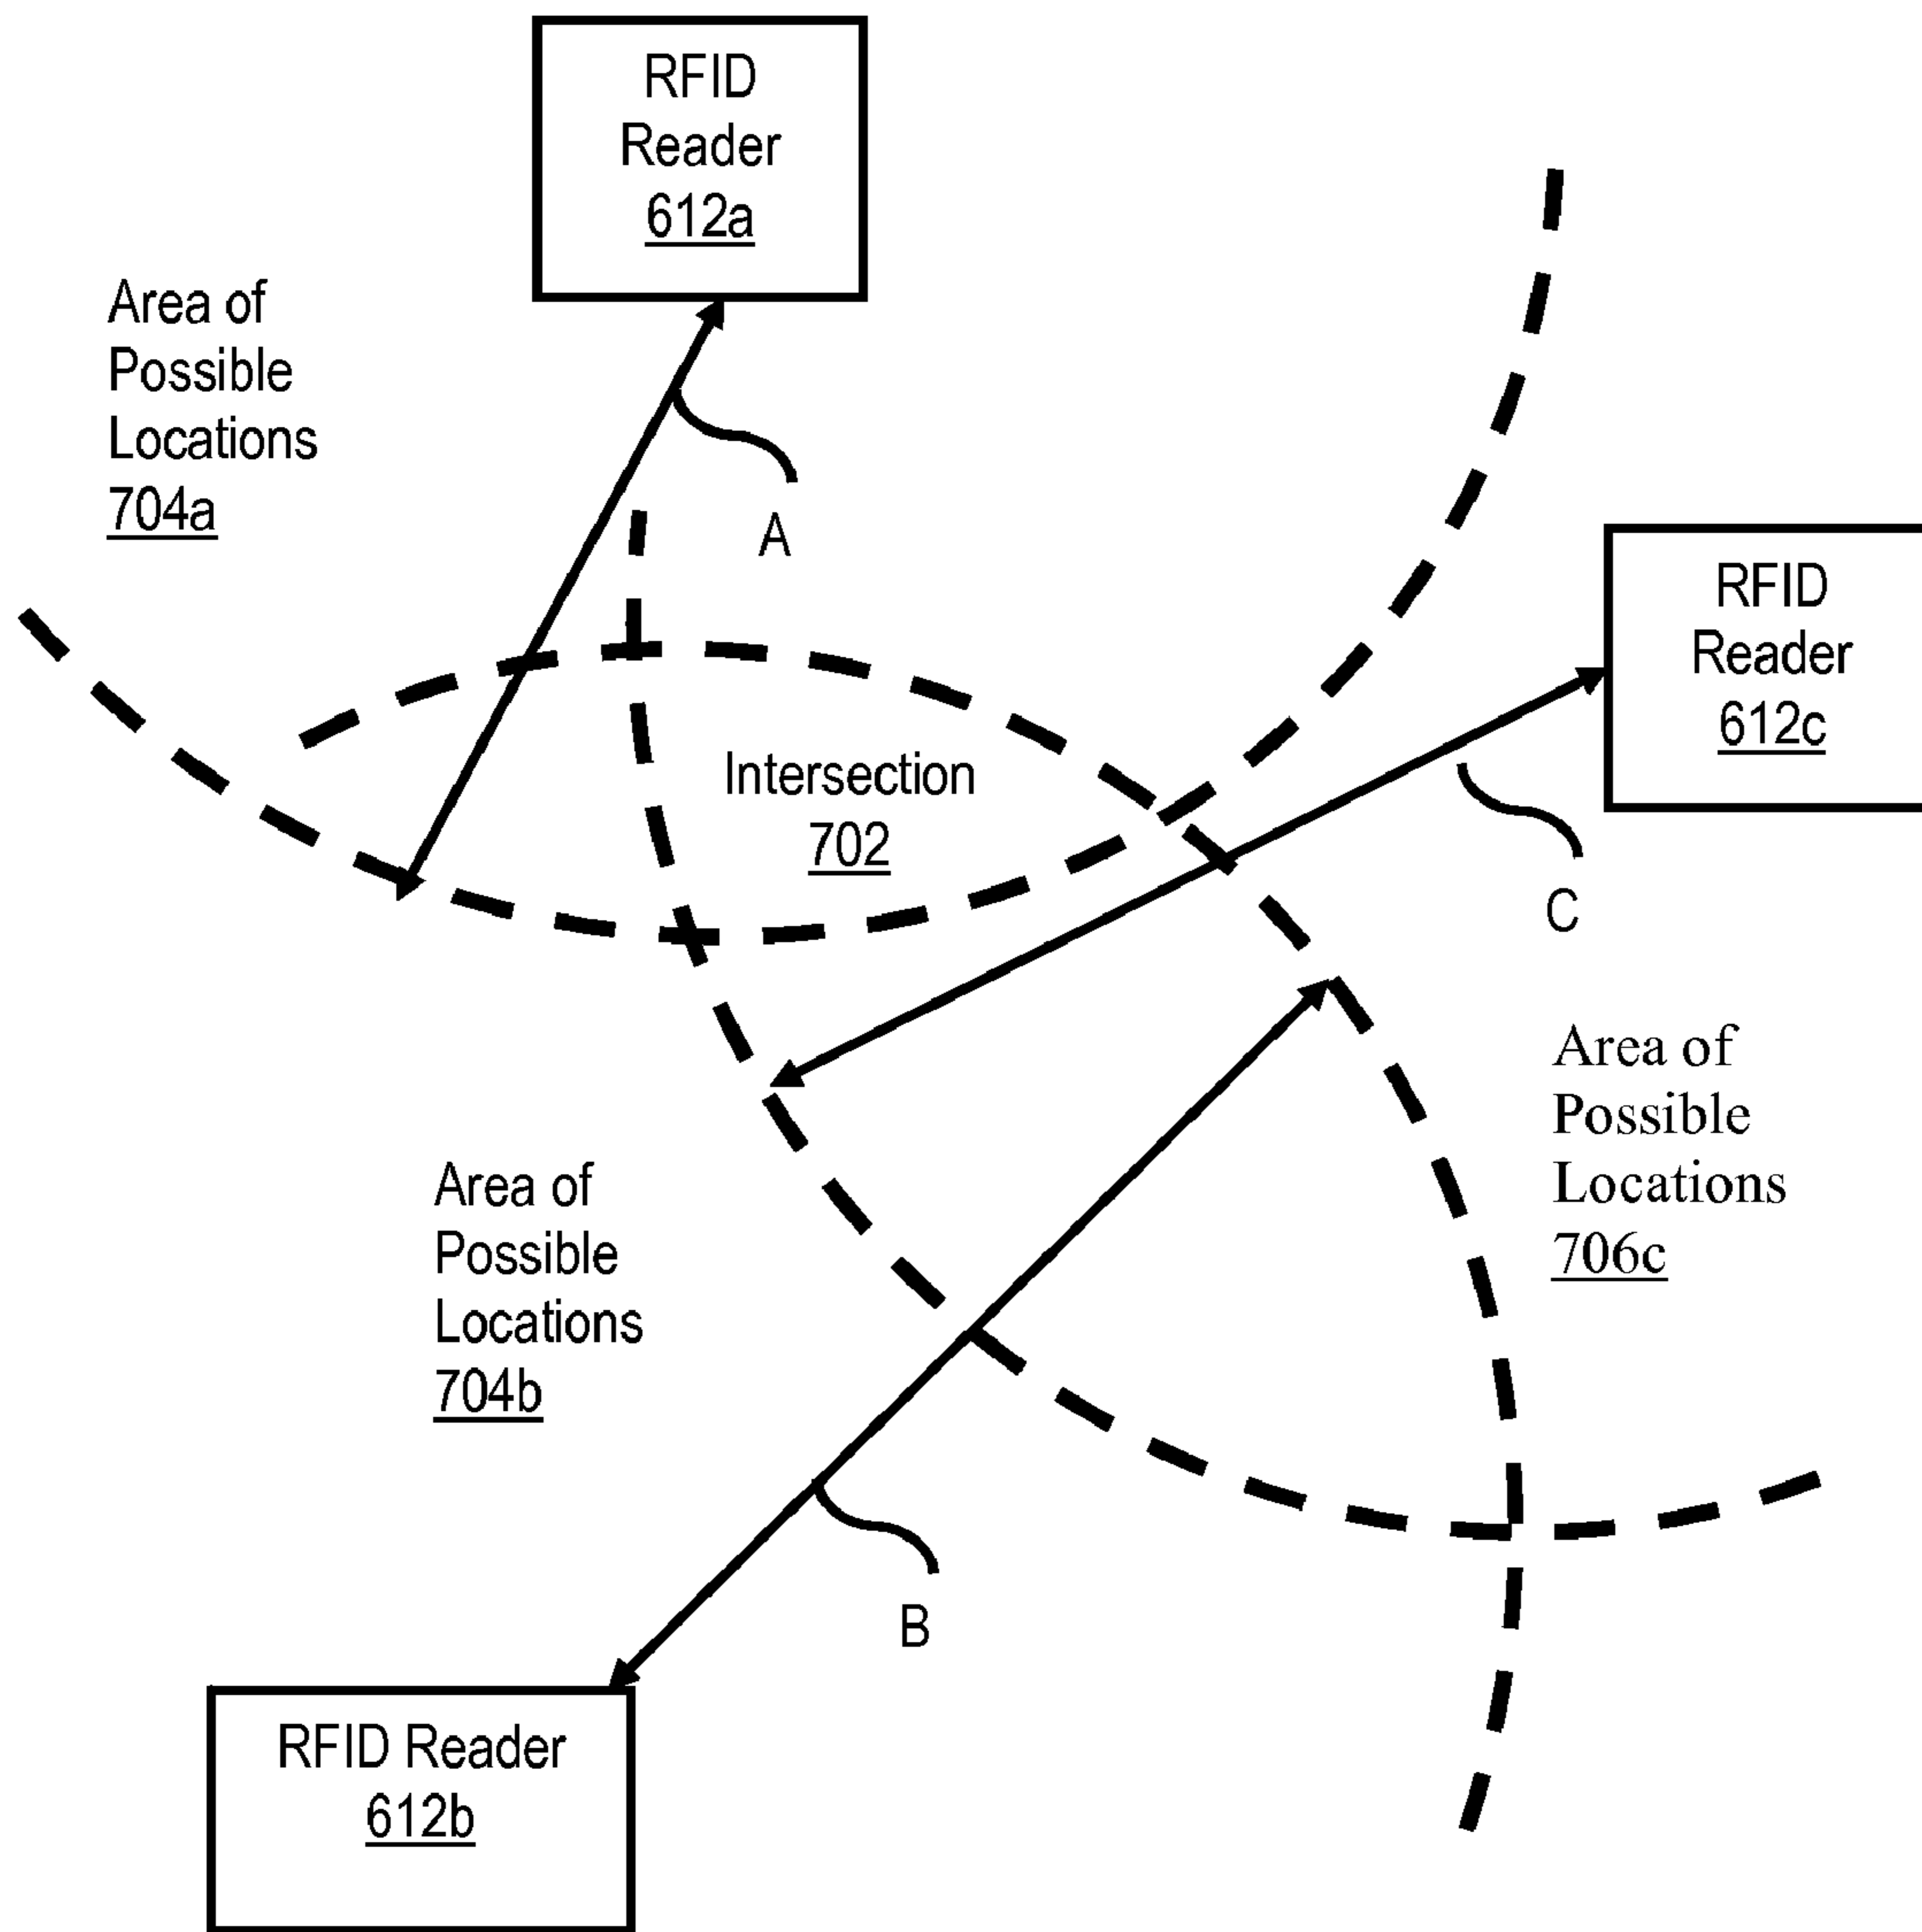 RFID
Reader
612a
Area of
Possible
Locations
704a
A
RFID
Reader
612c
Intersection
702
C
Area of
Possible
Locations
706c
Area of
Possible
Locations
704b
B
RFID Reader
612b